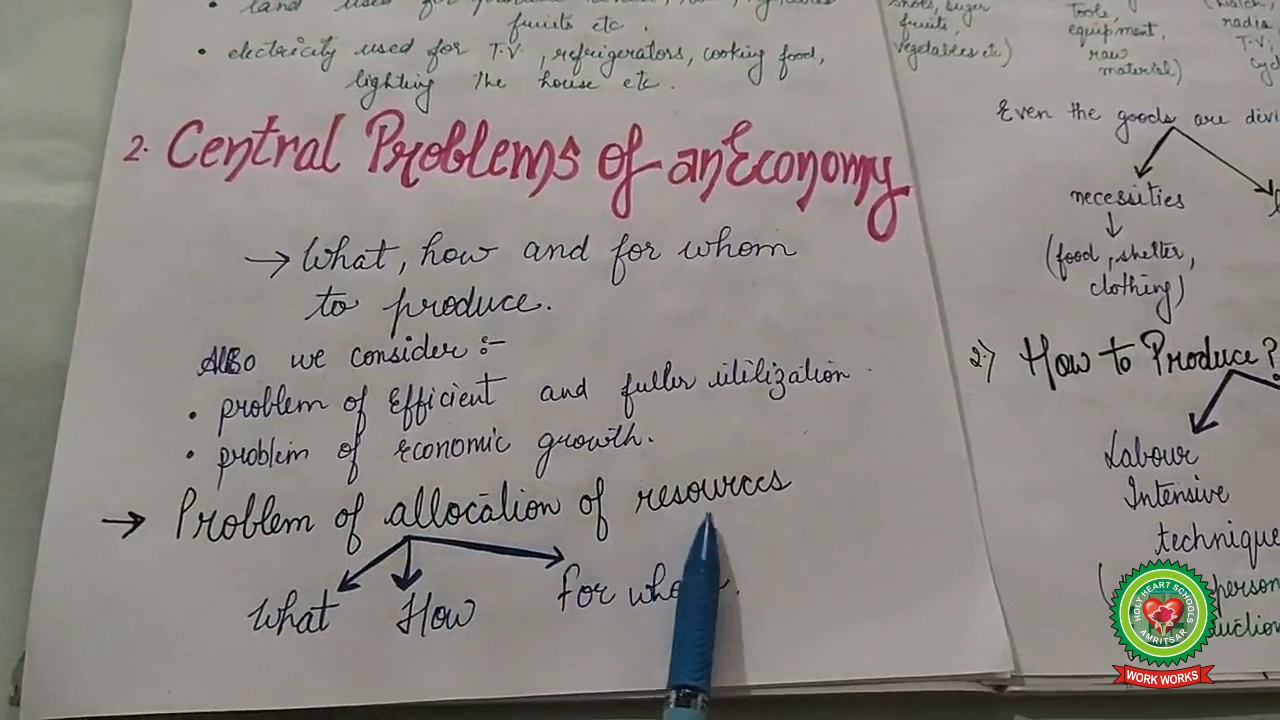 fruits etc.
• electricity used for T.V., refrigerators, cooking food,
lighting the house etc.
2. Central Problems of an Economy
→ What, how and for whom
to produce.
Also we consider :-
• problem of Efficient and fuller utilization.
• problem of economic growth.
→ Problem of allocation of resources
What How for
fruits,
vegetables etc)
Tools,
equipment,
raw
material)
radia
T.V,
Even the goods are
necessities
(food, shelter,
clothing)
2.) How to Produce?
Labour
Intensive
technique
person
HOLY HEART SCHOOLS
AMRITSAR
WORK WORKS